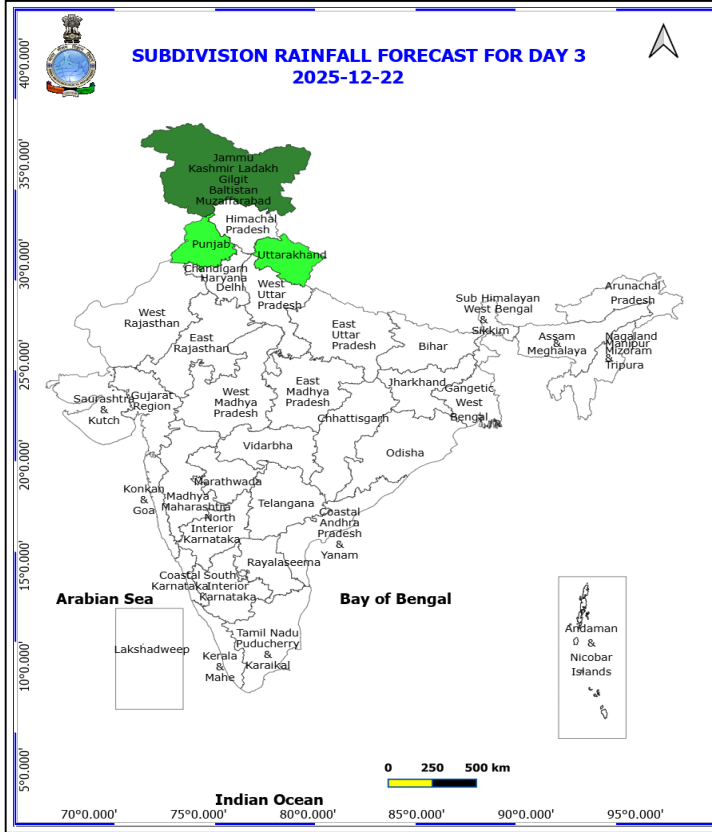 SUBDIVISION RAINFALL FORECAST FOR DAY 3
2025-12-22
40°0.000'
35°0.000'
30°0.000'
25°0.000'
20°0.000'
15°0.000'
10°0.000'
5°0.000'
Jammu
Kashmir Ladakh
Gilgit
Baltistan
Muzaffarabad
Himachal
Pradesh
Punjab
Uttarakhand
Chandigarh
Haryana
Delhi
West
Uttar
Pradesh
West
Rajasthan
East
Rajasthan
East
Uttar
Pradesh
Bihar
Sub Himalayan
West Bengal
&
Sikkim
Arunachal
Pradesh
Assam
&
Meghalaya
Nagaland
Manipur
Mizoram
&
Tripura
Saurashtra
&
Kutch
Gujarat
Region
West
Madhya
Pradesh
East
Madhya
Pradesh
Jharkhand
Gangetic
West
Bengal
Chhattisgarh
Odisha
Vidarbha
Konkan
&
Goa
Madhya
Maharashtra
Marathwada
Telangana
North
Interior
Karnataka
Coastal
Andhra
Pradesh
&
Yanam
Rayalaseema
Coastal
Karnataka
South
Interior
Karnataka
Arabian Sea
Bay of Bengal
Lakshadweep
Kerala
&
Mahe
Tamil Nadu
Puducherry
&
Karaikal
Andaman
&
Nicobar
Islands
0 250 500 km
Indian Ocean
70°0.000' 75°0.000' 80°0.000' 85°0.000' 90°0.000' 95°0.000'